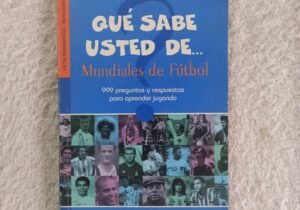 QUÉ SABE
USTED DE...
Mundiales de Fútbol
999 preguntas y respuestas
para aprender jugando